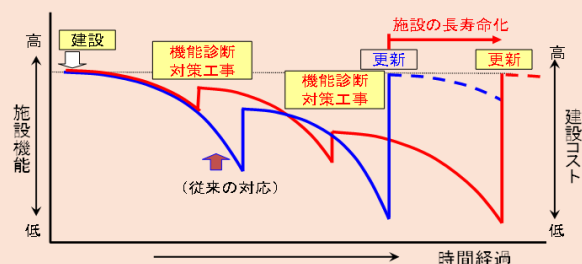 施設の長寿命化
高
建設
機能診断
対策工事
更新
更新
高
機能診断
対策工事
施設機能
建設コスト
(従来の対応)
低
低
時間経過